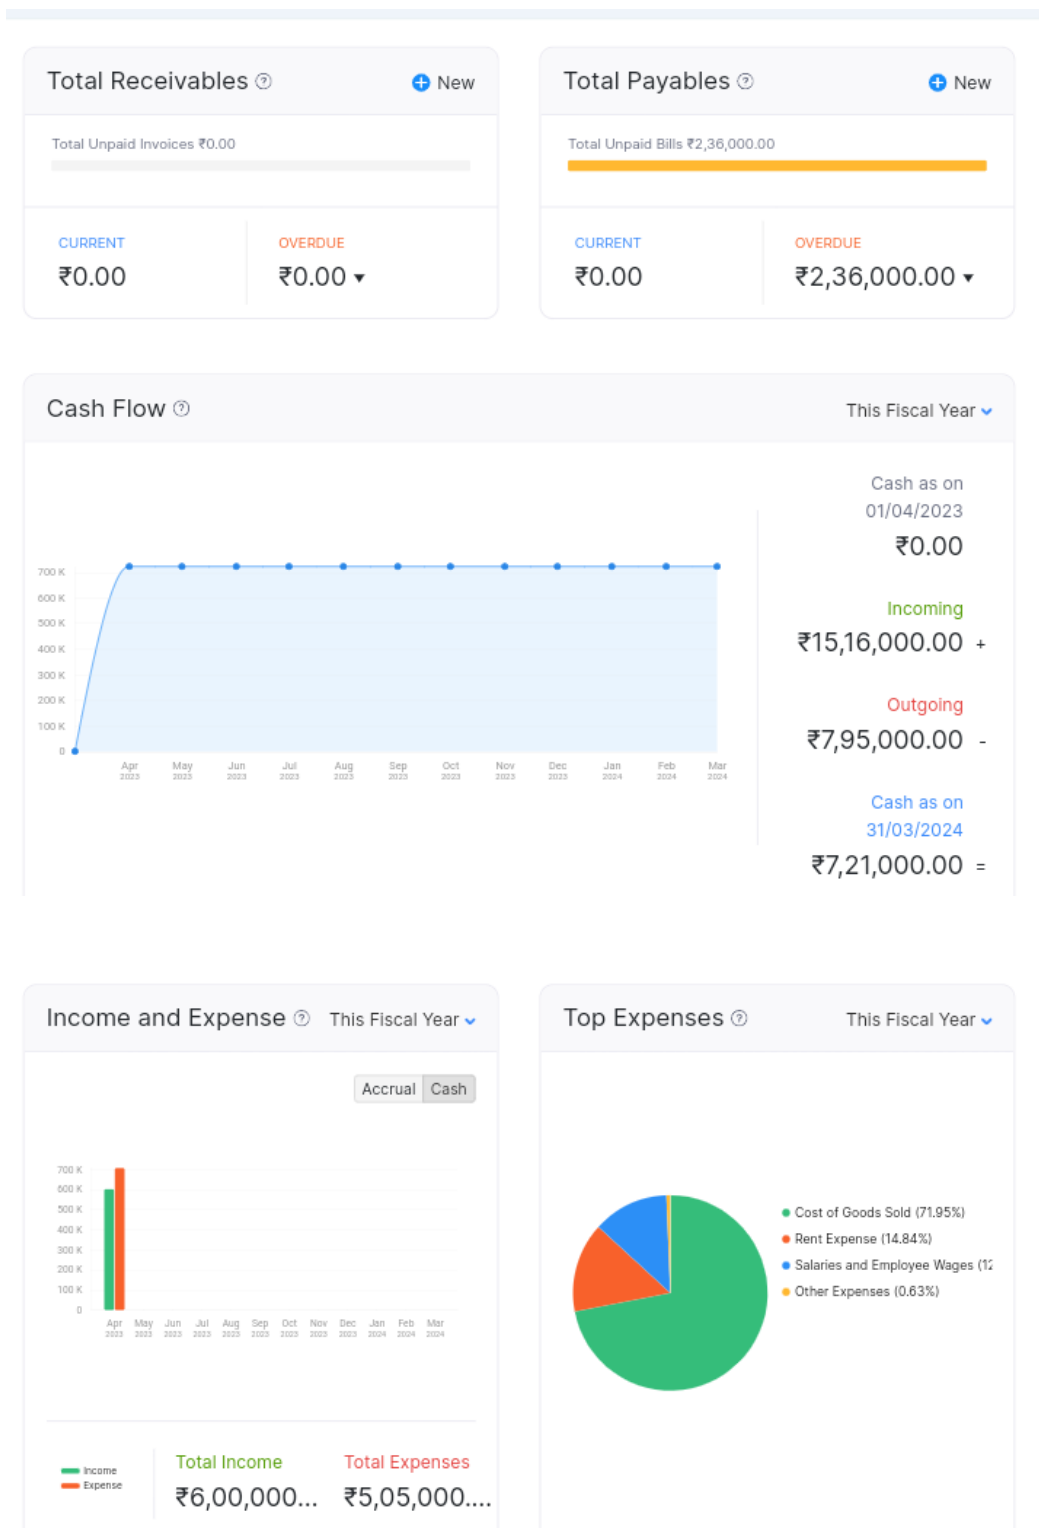 Total Receivables ?
New
Total Unpaid Invoices ₹0.00
CURRENT
₹0.00
OVERDUE
₹0.00
Total Payables ?
New
Total Unpaid Bills ₹2,36,000.00
CURRENT
₹0.00
OVERDUE
₹2,36,000.00
Cash Flow ?
This Fiscal Year
700 K
600 K
500 K
400 K
300 K
200 K
100 K
0
Apr May Jun Jul Aug Sep Oct Nov Dec Jan Feb Mar
2023 2023 2023 2023 2023 2023 2023 2023 2023 2024 2024 2024
Cash as on
01/04/2023
₹0.00
Incoming
₹15,16,000.00 +
Outgoing
₹7,95,000.00 -
Cash as on
31/03/2024
₹7,21,000.00 =
Income and Expense ? This Fiscal Year
Accrual Cash
700 K
600 K
500 K
400 K
300 K
200 K
100 K
0
Apr May Jun Jul Aug Sep Oct Nov Dec Jan Feb Mar
2023 2023 2023 2023 2023 2023 2023 2023 2023 2024 2024 2024
Income
Expense
Total Income
₹6,00,000...
Total Expenses
₹5,05,000....
Top Expenses ? This Fiscal Year
Cost of Goods Sold (71.95%)
Rent Expense (14.84%)
Salaries and Employee Wages (12
Other Expenses (0.63%)